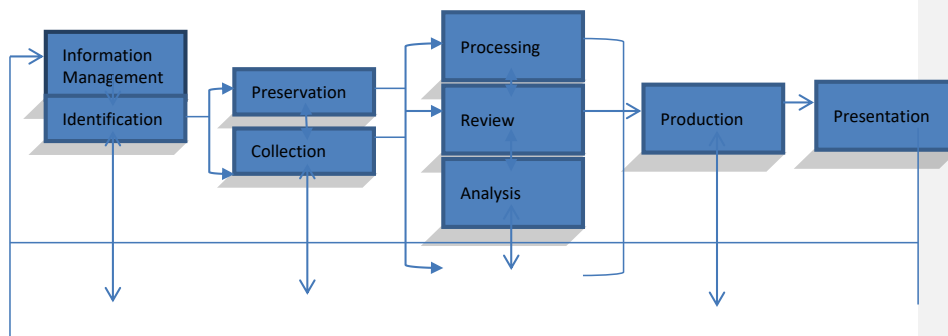 Information
Management
Identification
Preservation
Collection
Processing
Review
Analysis
Production
Presentation